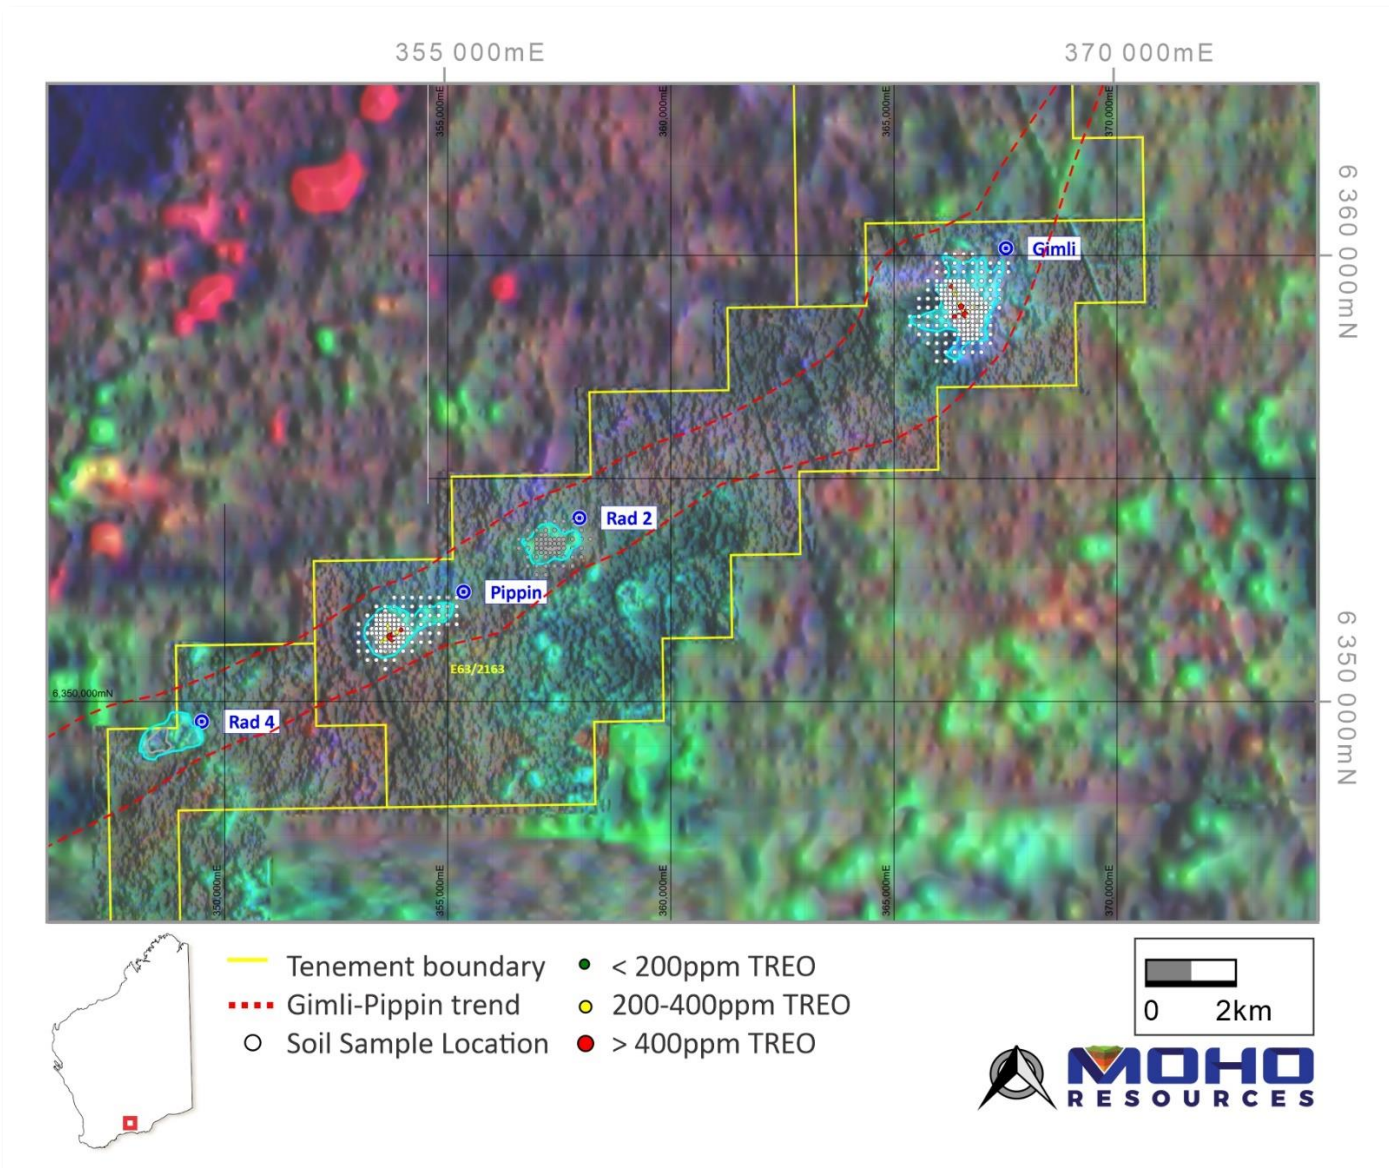 355 000mE
370 000mE
355,000mE
360,000mE
365,000mE
370,000mE
6 360 000mN
Gimli
Rad 2
Pippin
E63/2163
6,350,000mN
Rad 4
6 350 000mN
350,000mE
355,000mE
360,000mE
365,000mE
370,000mE
Tenement boundary
Gimli-Pippin trend
Soil Sample Location
< 200ppm TREO
200-400ppm TREO
> 400ppm TREO
0 2km
MOHO
RESOURCES